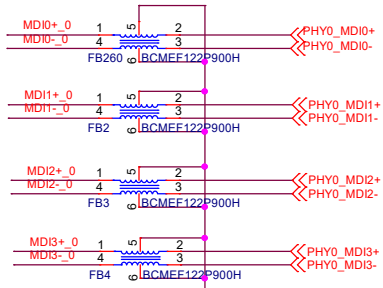 MDI0+_0 1 5 2 PHY0_MDI0+
MDI0-_0 4 3 PHY0_MDI0-
6
FB260 BCMEF122P900H
MDI1+_0 1 5 2 PHY0_MDI1+
MDI1-_0 4 3 PHY0_MDI1-
6
FB2 BCMEF122P900H
MDI2+_0 1 5 2 PHY0_MDI2+
MDI2-_0 4 3 PHY0_MDI2-
6
FB3 BCMEF122P900H
MDI3+_0 1 5 2 PHY0_MDI3+
MDI3-_0 4 3 PHY0_MDI3-
6
FB4 BCMEF122P900H